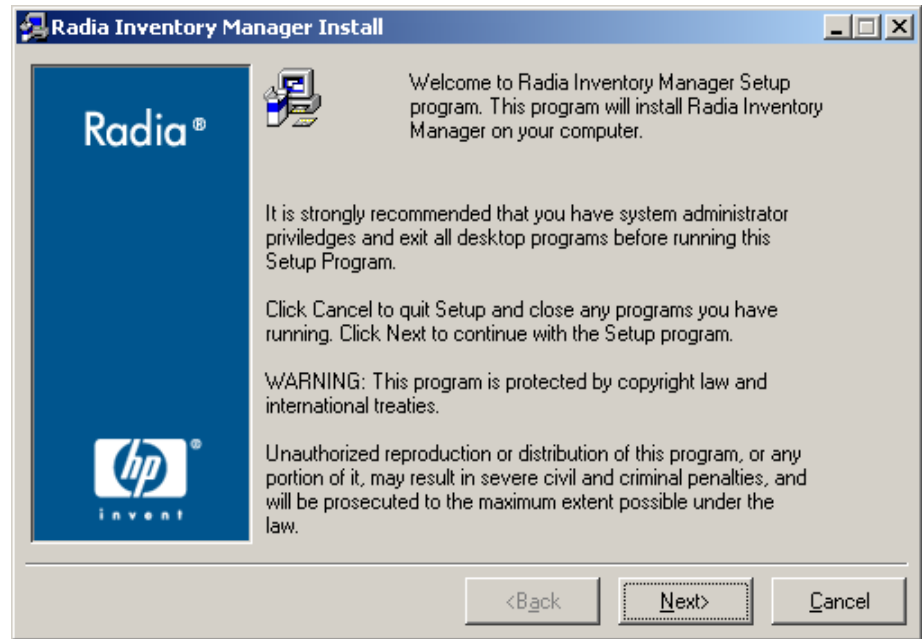 Radia Inventory Manager Install
Radia®
Welcome to Radia Inventory Manager Setup
program. This program will install Radia Inventory
Manager on your computer.
It is strongly recommended that you have system administrator
priviledges and exit all desktop programs before running this
Setup Program.
Click Cancel to quit Setup and close any programs you have
running. Click Next to continue with the Setup program.
WARNING: This program is protected by copyright law and
international treaties.
Unauthorized reproduction or distribution of this program, or any
portion of it, may result in severe civil and criminal penalties, and
will be prosecuted to the maximum extent possible under the
law.
hp®
invent
<Back
Next>
Cancel